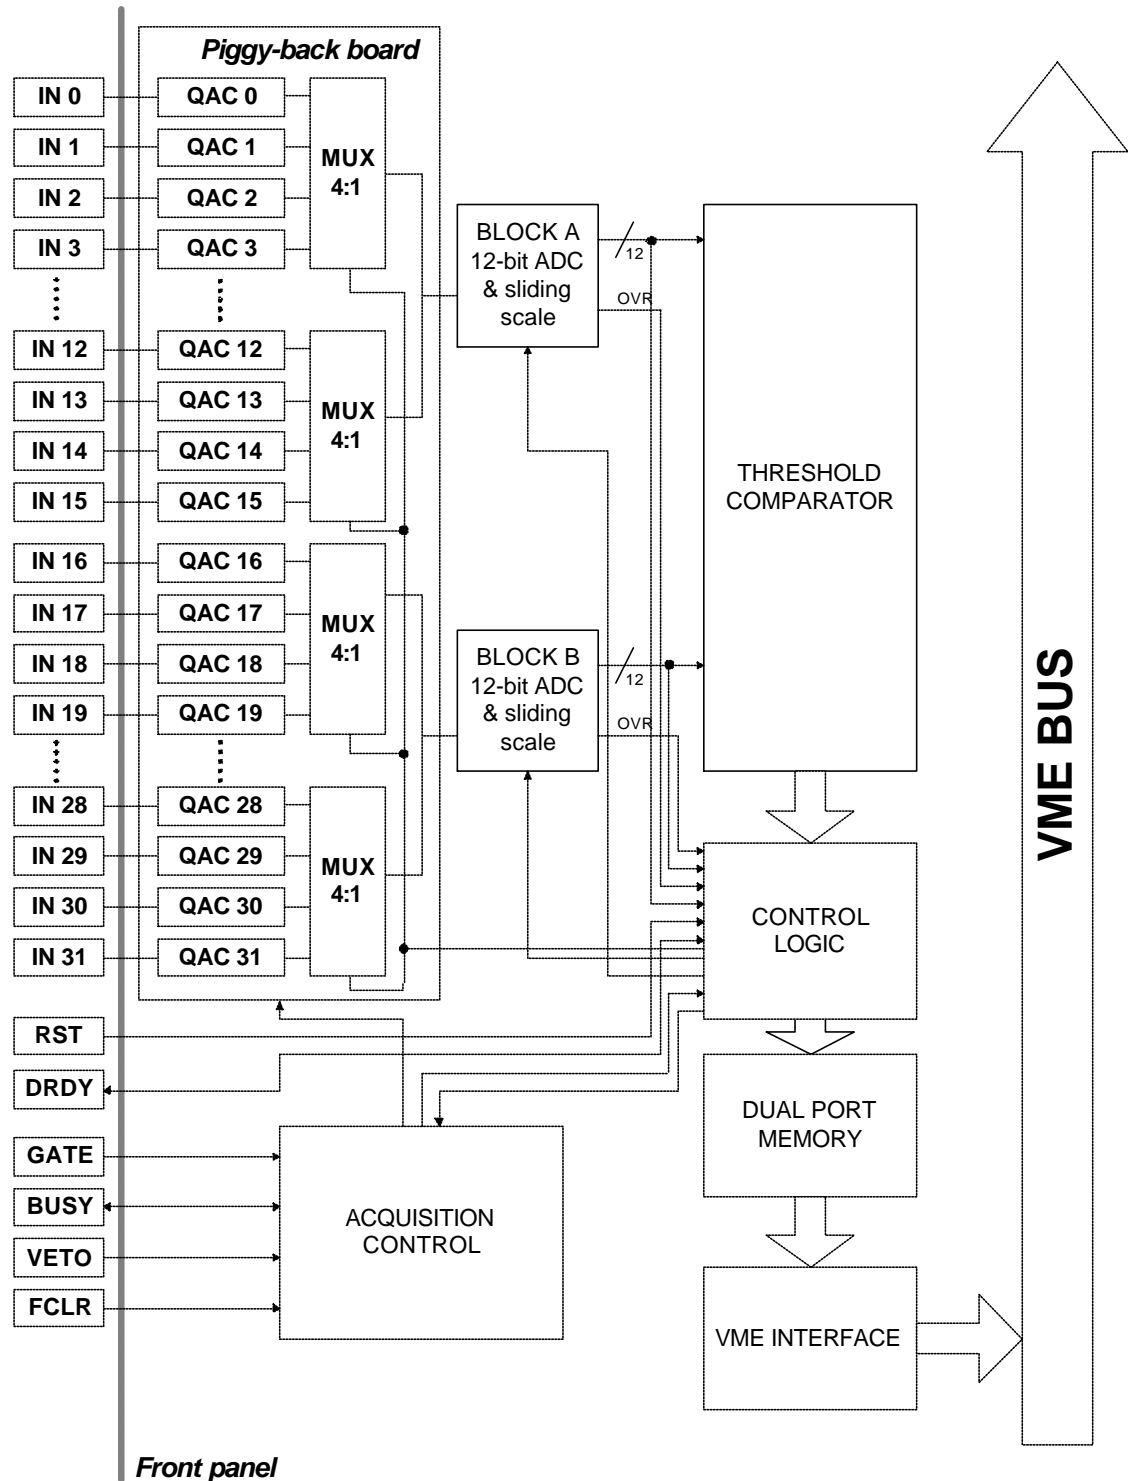 Piggy-back board
IN 0 QAC 0
IN 1 QAC 1
MUX
4:1
IN 2 QAC 2
IN 3 QAC 3
IN 12 QAC 12
IN 13 QAC 13
MUX
4:1
IN 14 QAC 14
IN 15 QAC 15
IN 16 QAC 16
IN 17 QAC 17
MUX
4:1
IN 18 QAC 18
IN 19 QAC 19
IN 28 QAC 28
IN 29 QAC 29
MUX
4:1
IN 30 QAC 30
IN 31 QAC 31
BLOCK A
12-bit ADC
& sliding
scale
12
OVR
BLOCK B
12-bit ADC
& sliding
scale
12
OVR
THRESHOLD
COMPARATOR
CONTROL
LOGIC
DUAL PORT
MEMORY
VME INTERFACE
VME BUS
RST
DRDY
GATE
BUSY
VETO
FCLR
ACQUISITION
CONTROL
Front panel